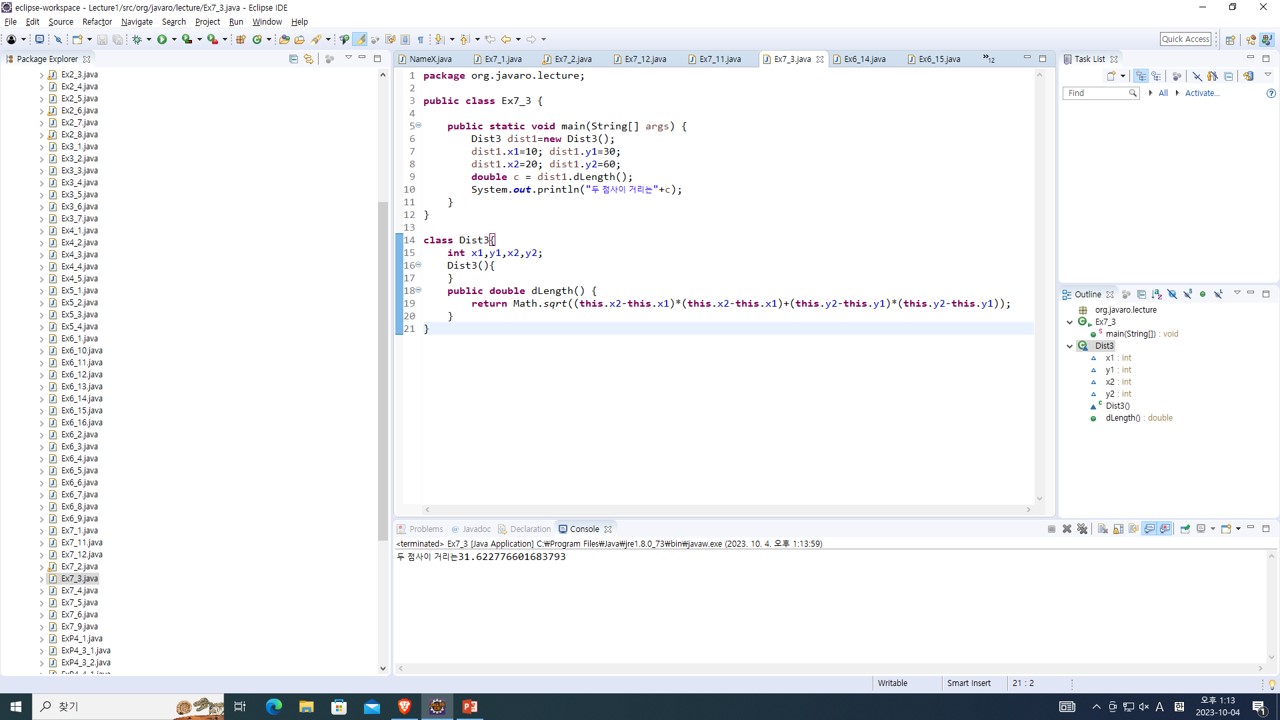 eclipse-workspace - Lecture1/src/org/javaro/lecture/Ex7_3.java - Eclipse IDE
File Edit Source Refactor Navigate Search Project Run Window Help
Quick Access
Package Explorer
Ex2_3.java
Ex2_4.java
Ex2_5.java
Ex2_6.java
Ex2_7.java
Ex2_8.java
Ex3_1.java
Ex3_2.java
Ex3_3.java
Ex3_4.java
Ex3_5.java
Ex3_6.java
Ex3_7.java
Ex4_1.java
Ex4_2.java
Ex4_3.java
Ex4_4.java
Ex4_5.java
Ex5_1.java
Ex5_2.java
Ex5_3.java
Ex5_4.java
Ex6_1.java
Ex6_10.java
Ex6_11.java
Ex6_12.java
Ex6_13.java
Ex6_14.java
Ex6_15.java
Ex6_16.java
Ex6_2.java
Ex6_3.java
Ex6_4.java
Ex6_5.java
Ex6_6.java
Ex6_7.java
Ex6_8.java
Ex6_9.java
Ex7_1.java
Ex7_11.java
Ex7_12.java
Ex7_2.java
Ex7_3.java
Ex7_4.java
Ex7_5.java
Ex7_6.java
Ex7_9.java
ExP4_1.java
ExP4_3_1.java
ExP4_3_2.java
NameX.java Ex7_1.java Ex7_2.java Ex7_12.java Ex7_11.java Ex7_3.java Ex6_14.java Ex6_15.java »12
1 package org.javaro.lecture;
2
3 public class Ex7_3 {
4
5 public static void main(String[] args) {
6 Dist3 dist1=new Dist3();
7 dist1.x1=10; dist1.y1=30;
8 dist1.x2=20; dist1.y2=60;
9 double c = dist1.dLength();
10 System.out.println("두 점사이 거리는"+c);
11 }
12 }
13
14 class Dist3{
15 int x1,y1,x2,y2;
16 Dist3(){
17 }
18 public double dLength() {
19 return Math.sqrt((this.x2-this.x1)*(this.x2-this.x1)+(this.y2-this.y1)*(this.y2-this.y1));
20 }
21 }
Task List
Find All Activate...
Outline
org.javaro.lecture
Ex7_3
main(String[]) : void
Dist3
x1 : int
y1 : int
x2 : int
y2 : int
Dist3()
dLength() : double
Problems Javadoc Declaration Console
<terminated> Ex7_3 [Java Application] C:₩Program Files₩Java₩jre1.8.0_73₩bin₩javaw.exe (2023. 10. 4. 오후 1:13:59)
두 점사이 거리는31.622776601683793
Writable Smart Insert 21 : 2
찾기
A 한
오후 1:13
2023-10-04
1